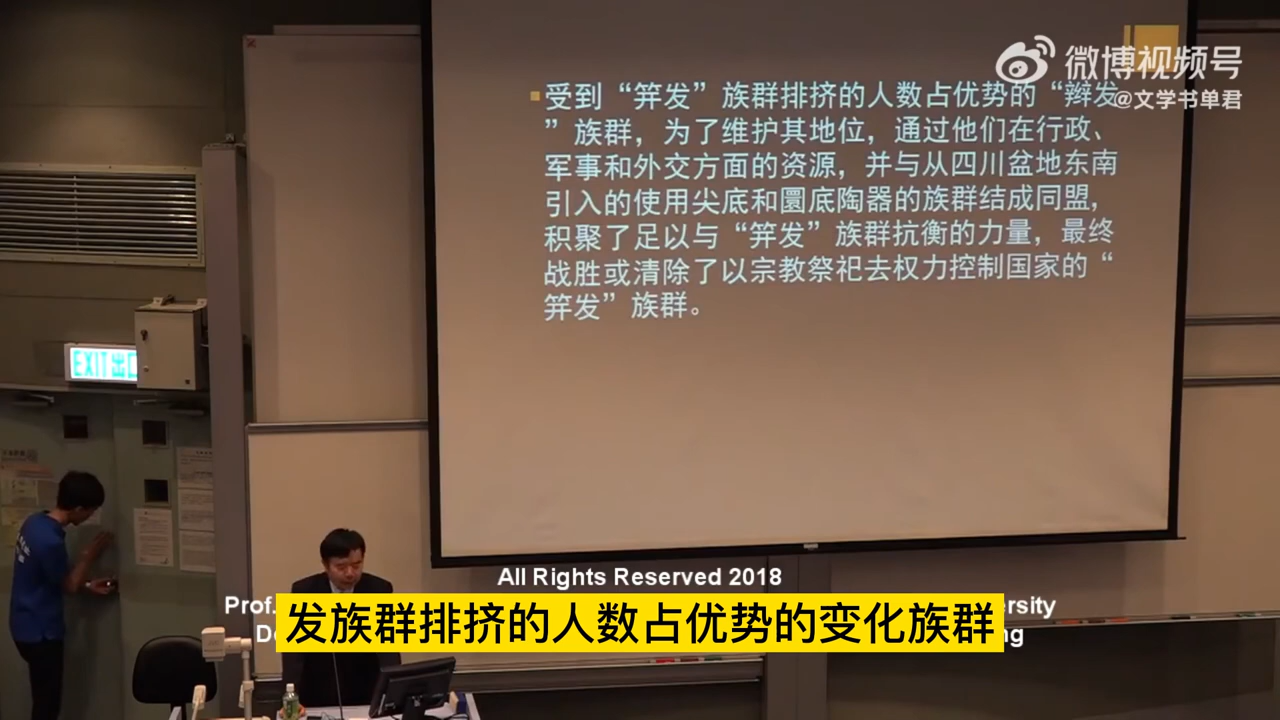 微博视频号
@文学书单君
受到“笄发”族群排挤的人数占优势的“辫发
”族群，为了维护其地位，通过他们在行政、
军事和外交方面的资源，并与从四川盆地东南
引入的使用尖底和圜底陶器的族群结成同盟，
积聚了足以与“笄发”族群抗衡的力量，最终
战胜或清除了以宗教祭祀去权力控制国家的“
笄发”族群。
EXIT 出
All Rights Reserved 2018
Prof.
发族群排挤的人数占优势的变化族群